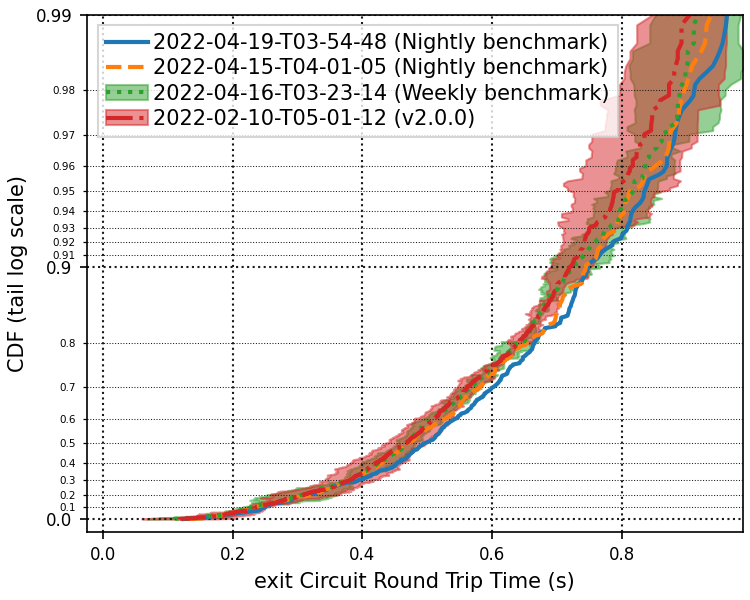 0.99
2022-04-19-T03-54-48 (Nightly benchmark)
2022-04-15-T04-01-05 (Nightly benchmark)
2022-04-16-T03-23-14 (Weekly benchmark)
2022-02-10-T05-01-12 (v2.0.0)
0.98
0.97
0.96
0.95
0.94
0.93
0.92
0.91
0.9
0.8
0.7
0.6
0.5
0.4
0.3
0.2
0.1
0.0
CDF (tail log scale)
0.0 0.2 0.4 0.6 0.8
exit Circuit Round Trip Time (s)